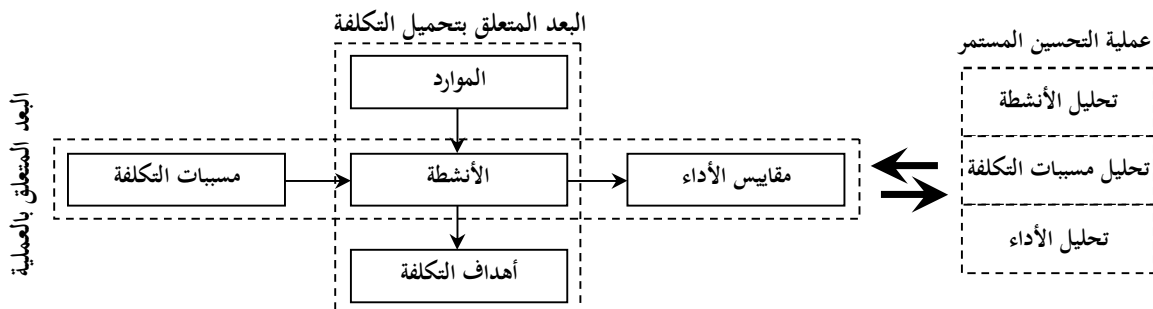 البعد المتعلق بتحميل التكلفة
عملية التحسين المستمر
الموارد
تحليل الأنشطة
البعد المتعلق بالعملية
مسببات التكلفة
الأنشطة
مقاييس الأداء
تحليل مسببات التكلفة
أهداف التكلفة
تحليل الأداء